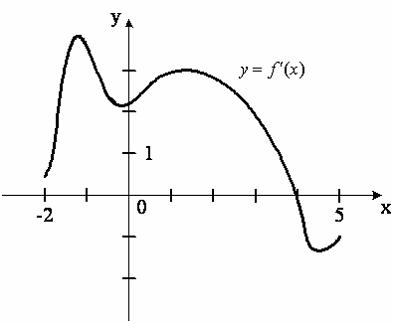 y
y = f'(x)
1
-2 0 5 x